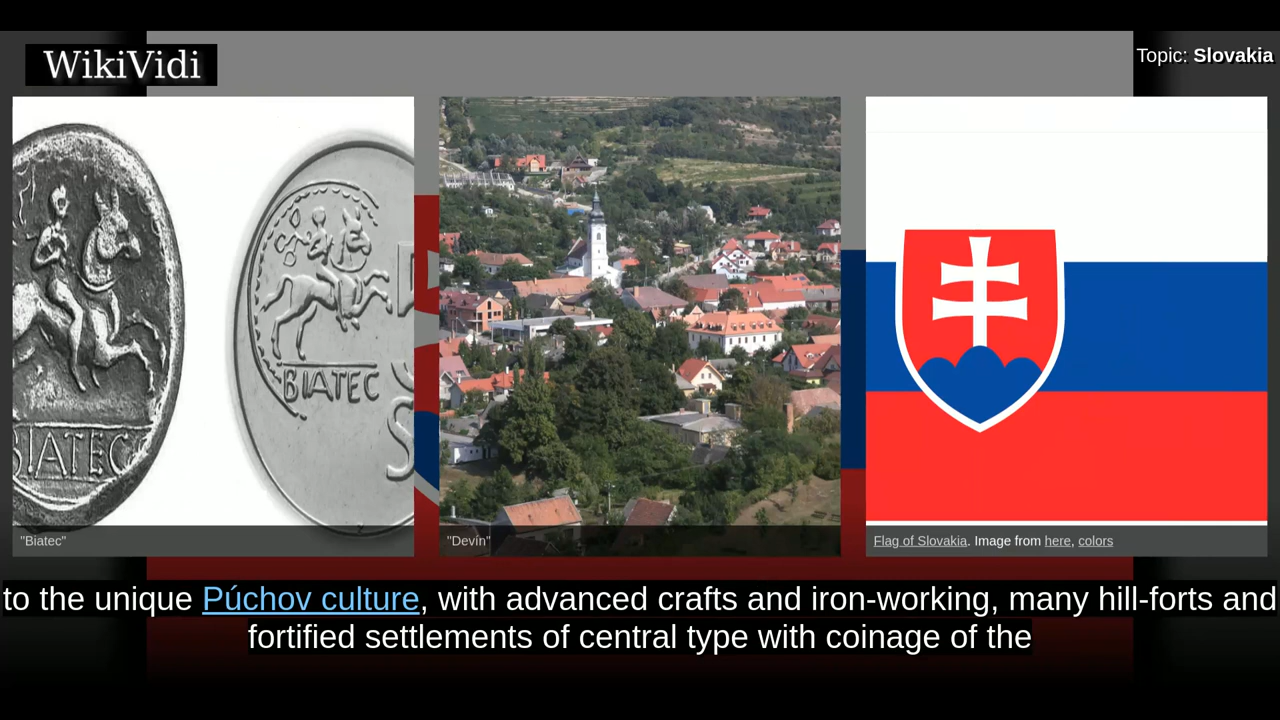 WikiVidi
Topic: Slovakia
BIATEC
BIATEC
"Biatec"
"Devín"
Flag of Slovakia. Image from here, colors
to the unique Púchov culture, with advanced crafts and iron-working, many hill-forts and
fortified settlements of central type with coinage of the